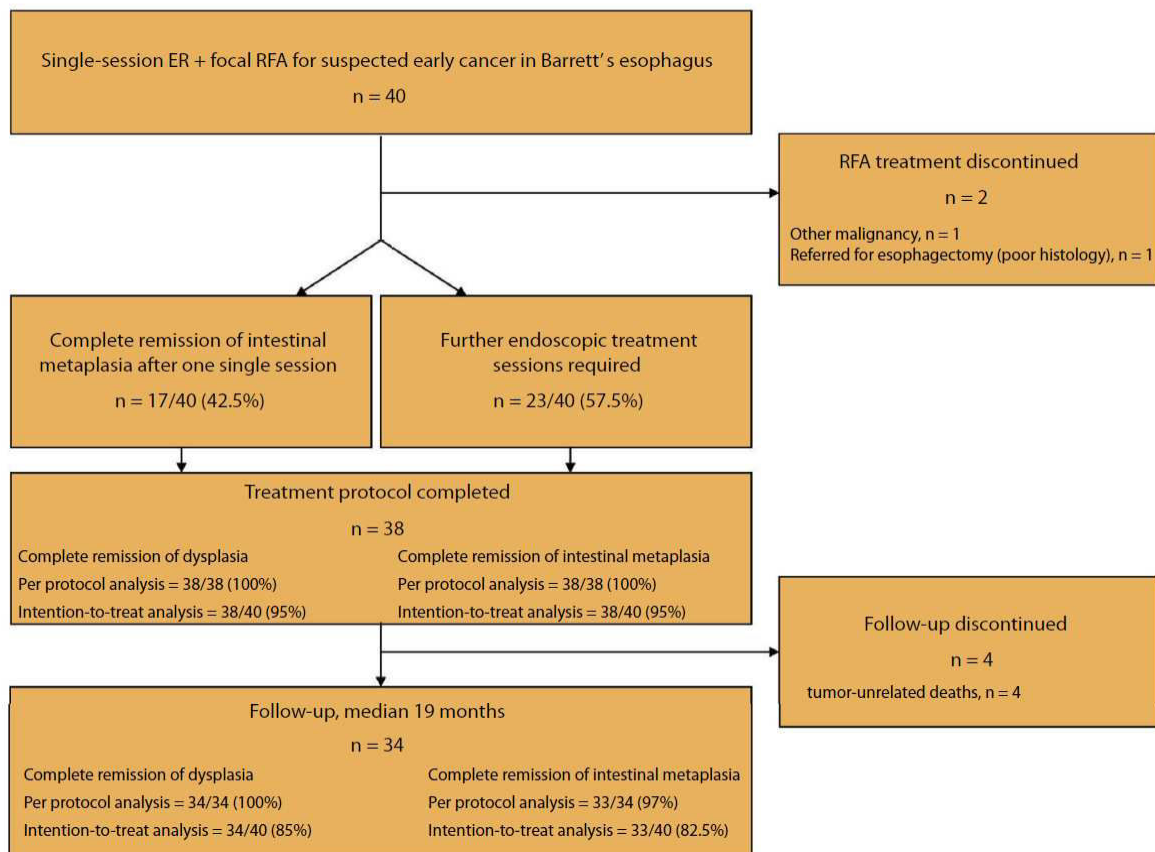 Single-session ER + focal RFA for suspected early cancer in Barrett's esophagus
n = 40
RFA treatment discontinued
n = 2
Other malignancy, n = 1
Referred for esophagectomy (poor histology), n = 1
Complete remission of intestinal
metaplasia after one single session
n = 17/40 (42.5%)
Further endoscopic treatment
sessions required
n = 23/40 (57.5%)
Treatment protocol completed
n = 38
Complete remission of dysplasia
Per protocol analysis = 38/38 (100%)
Intention-to-treat analysis = 38/40 (95%)
Complete remission of intestinal metaplasia
Per protocol analysis = 38/38 (100%)
Intention-to-treat analysis = 38/40 (95%)
Follow-up discontinued
n = 4
tumor-unrelated deaths, n = 4
Follow-up, median 19 months
n = 34
Complete remission of dysplasia
Per protocol analysis = 34/34 (100%)
Intention-to-treat analysis = 34/40 (85%)
Complete remission of intestinal metaplasia
Per protocol analysis = 33/34 (97%)
Intention-to-treat analysis = 33/40 (82.5%)